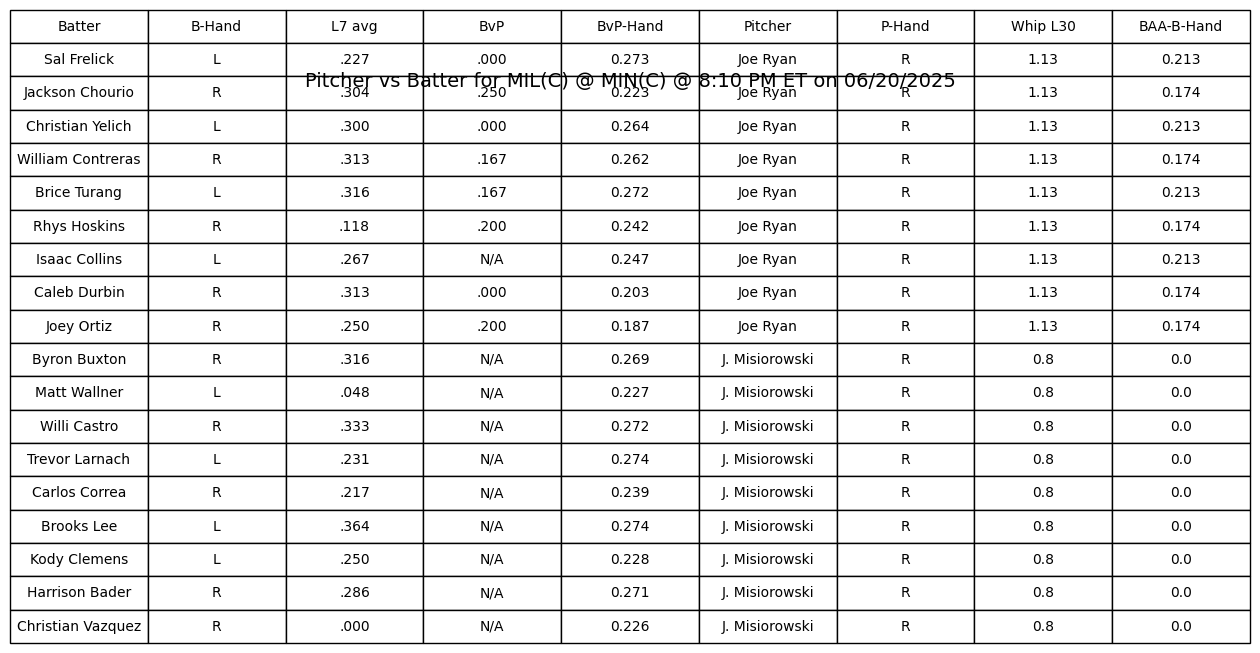 Batter B-Hand L7 avg BvP BvP-Hand Pitcher P-Hand Whip L30 BAA-B-Hand
Sal Frelick L .227 .000 0.273 Joe Ryan R 1.13 0.213
Pitcher vs Batter for MIL(C) @ MIN(C) @ 8:10 PM ET on 06/20/2025
Jackson Chourio R .304 .250 0.223 Joe Ryan R 1.13 0.174
Christian Yelich L .300 .000 0.264 Joe Ryan R 1.13 0.213
William Contreras R .313 .167 0.262 Joe Ryan R 1.13 0.174
Brice Turang L .316 .167 0.272 Joe Ryan R 1.13 0.213
Rhys Hoskins R .118 .200 0.242 Joe Ryan R 1.13 0.174
Isaac Collins L .267 N/A 0.247 Joe Ryan R 1.13 0.213
Caleb Durbin R .313 .000 0.203 Joe Ryan R 1.13 0.174
Joey Ortiz R .250 .200 0.187 Joe Ryan R 1.13 0.174
Byron Buxton R .316 N/A 0.269 J. Misiorowski R 0.8 0.0
Matt Wallner L .048 N/A 0.227 J. Misiorowski R 0.8 0.0
Willi Castro R .333 N/A 0.272 J. Misiorowski R 0.8 0.0
Trevor Larnach L .231 N/A 0.274 J. Misiorowski R 0.8 0.0
Carlos Correa R .217 N/A 0.239 J. Misiorowski R 0.8 0.0
Brooks Lee L .364 N/A 0.274 J. Misiorowski R 0.8 0.0
Kody Clemens L .250 N/A 0.228 J. Misiorowski R 0.8 0.0
Harrison Bader R .286 N/A 0.271 J. Misiorowski R 0.8 0.0
Christian Vazquez R .000 N/A 0.226 J. Misiorowski R 0.8 0.0